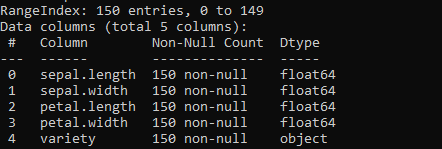 RangeIndex: 150 entries, 0 to 149
Data columns (total 5 columns):
 #   Column        Non-Null Count  Dtype
---  ------        --------------  -----
 0   sepal.length  150 non-null    float64
 1   sepal.width   150 non-null    float64
 2   petal.length  150 non-null    float64
 3   petal.width   150 non-null    float64
 4   variety       150 non-null    object